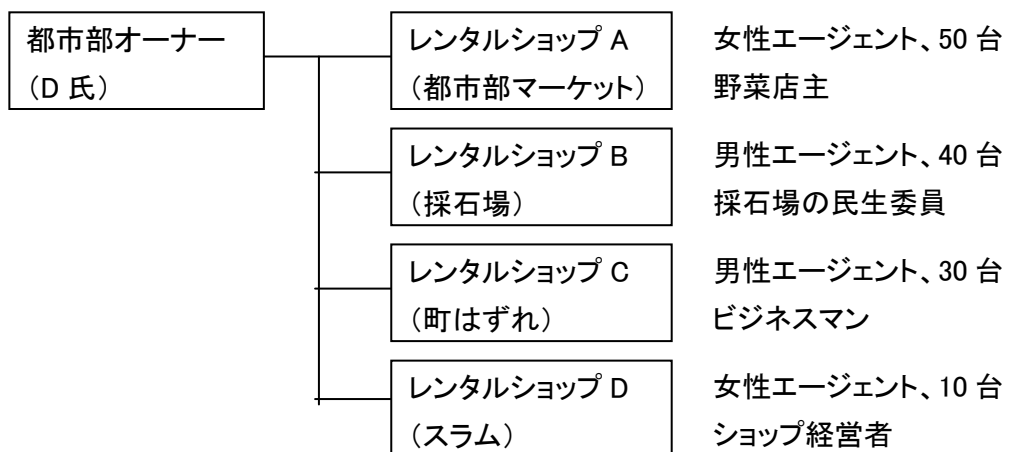 都市部オーナー
（D 氏）
レンタルショップ A
（都市部マーケット）
女性エージェント、50 台
野菜店主
レンタルショップ B
（採石場）
男性エージェント、40 台
採石場の民生委員
レンタルショップ C
（町はずれ）
男性エージェント、30 台
ビジネスマン
レンタルショップ D
（スラム）
女性エージェント、10 台
ショップ経営者